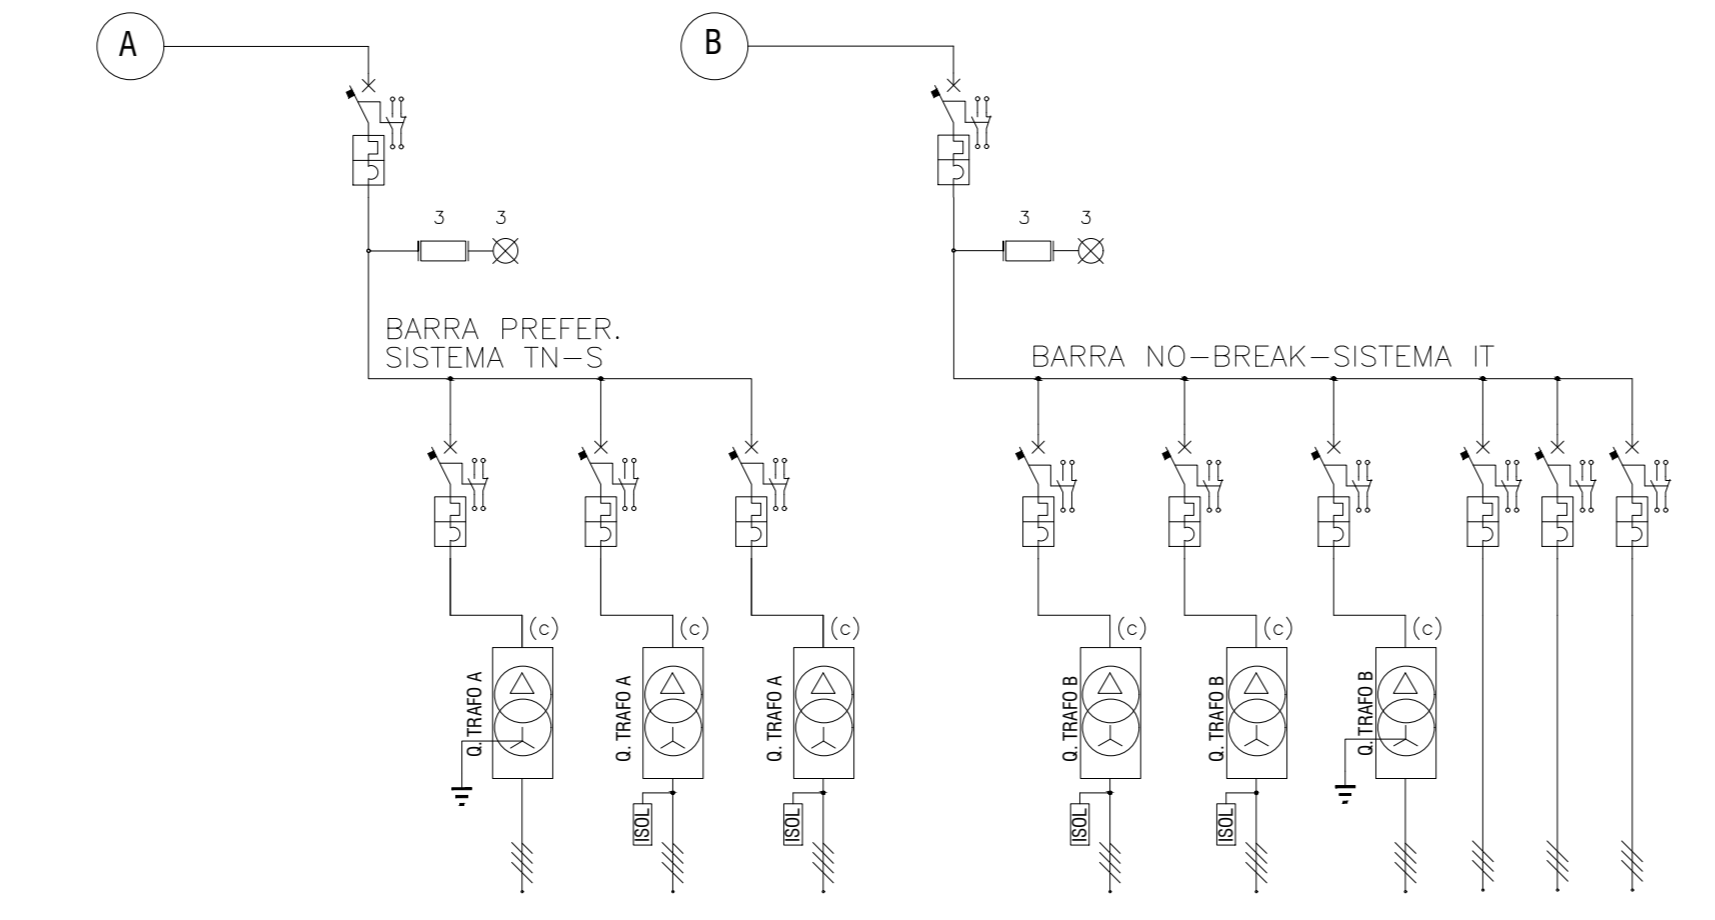 A
B
3 3
3 3
BARRA PREFER.
SISTEMA TN-S
BARRA NO-BREAK-SISTEMA IT
(c)
(c)
(c)
(c)
(c)
(c)
Q. TRAFO A
Q. TRAFO A
Q. TRAFO A
Q. TRAFO B
Q. TRAFO B
Q. TRAFO B
ISOL
ISOL
ISOL
ISOL